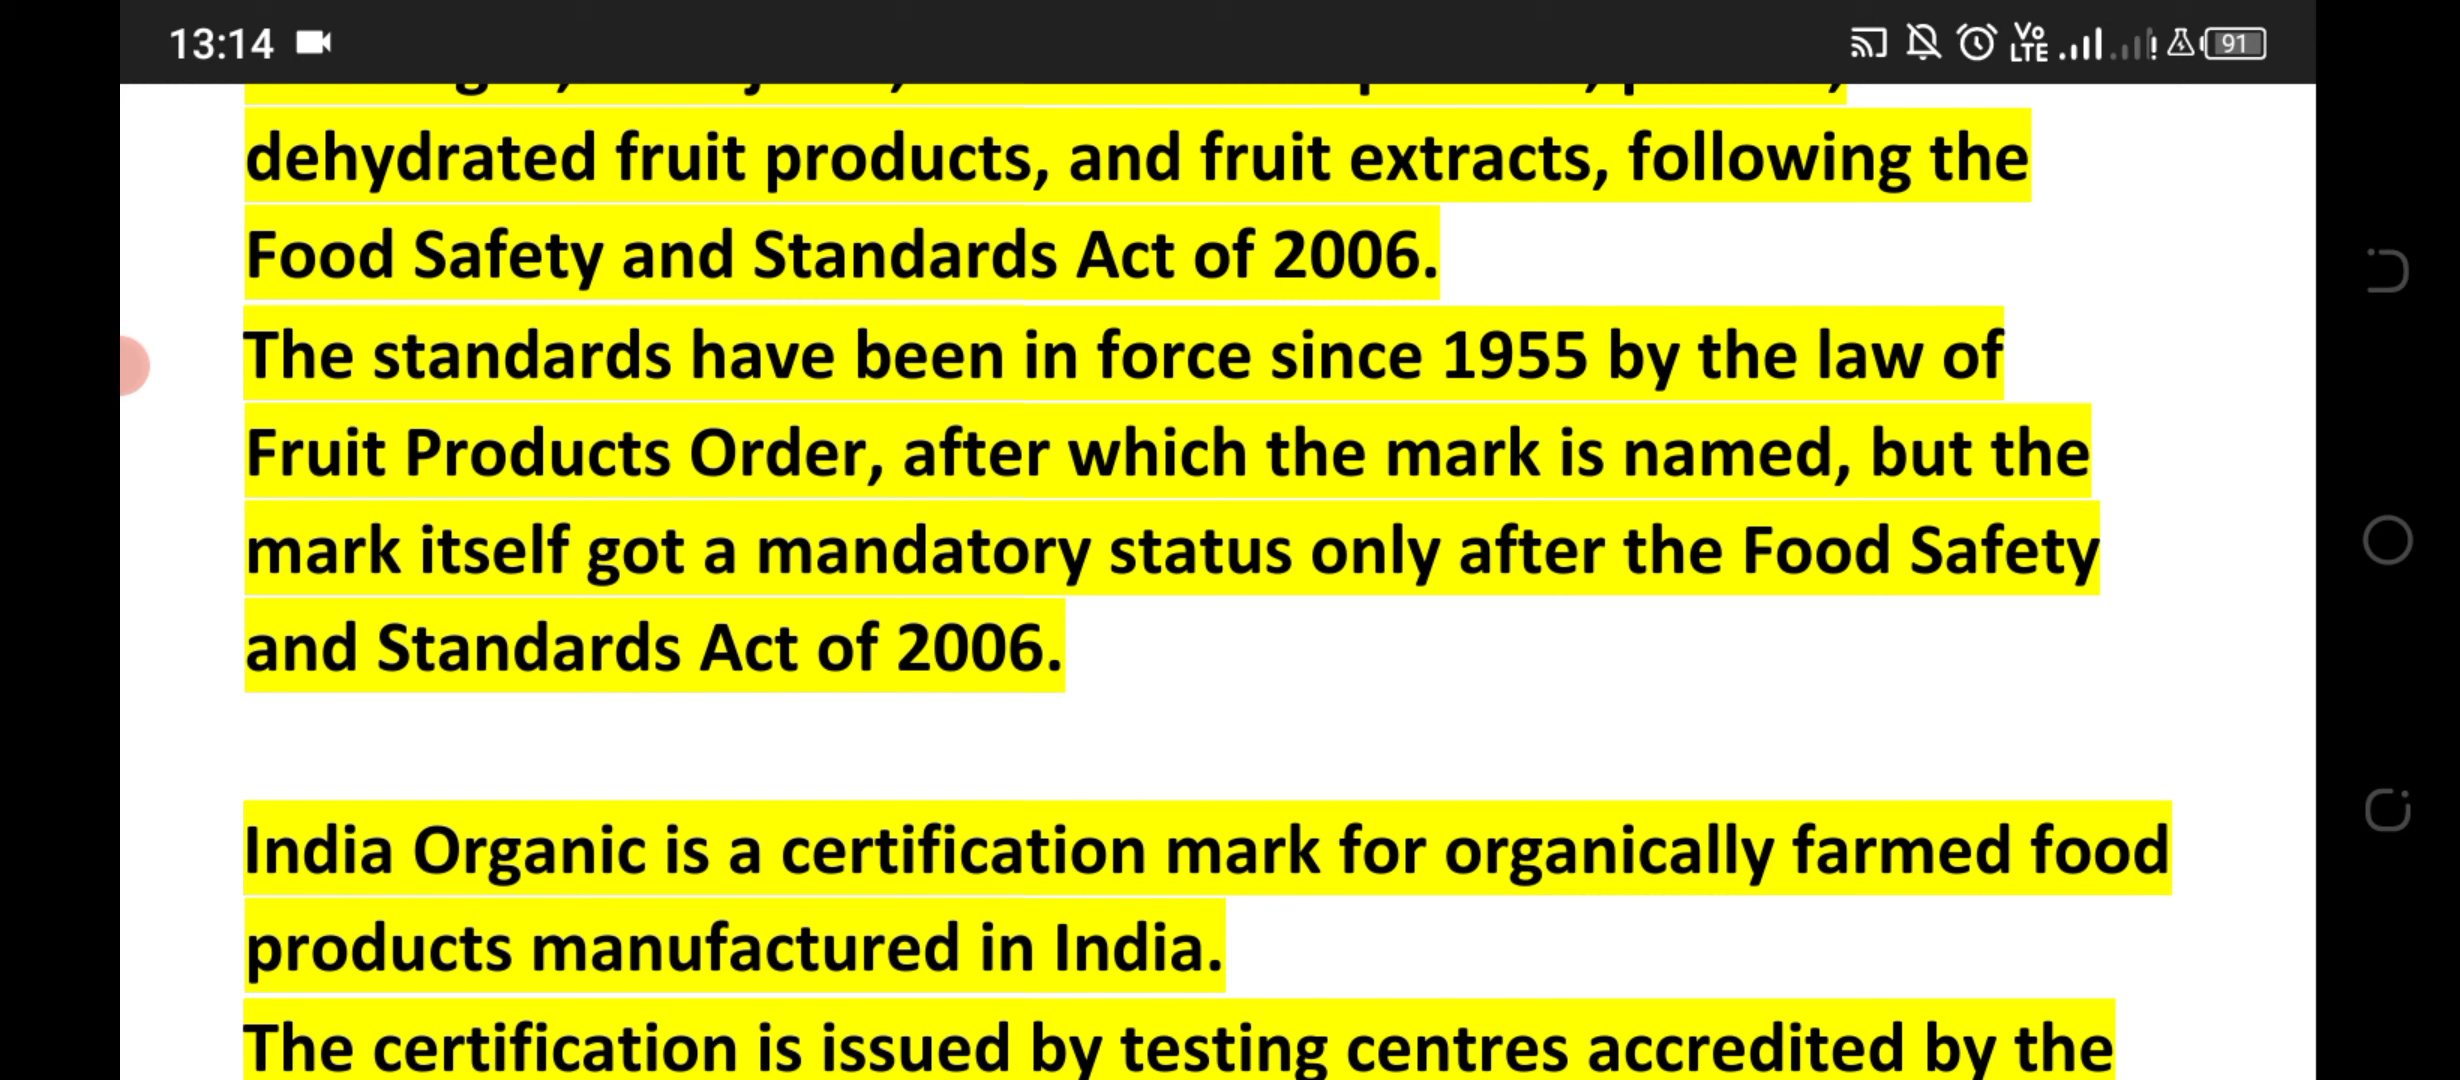 13:14
Vo
LTE
91
dehydrated fruit products, and fruit extracts, following the
Food Safety and Standards Act of 2006.
The standards have been in force since 1955 by the law of
Fruit Products Order, after which the mark is named, but the
mark itself got a mandatory status only after the Food Safety
and Standards Act of 2006.
India Organic is a certification mark for organically farmed food
products manufactured in India.
The certification is issued by testing centres accredited by the